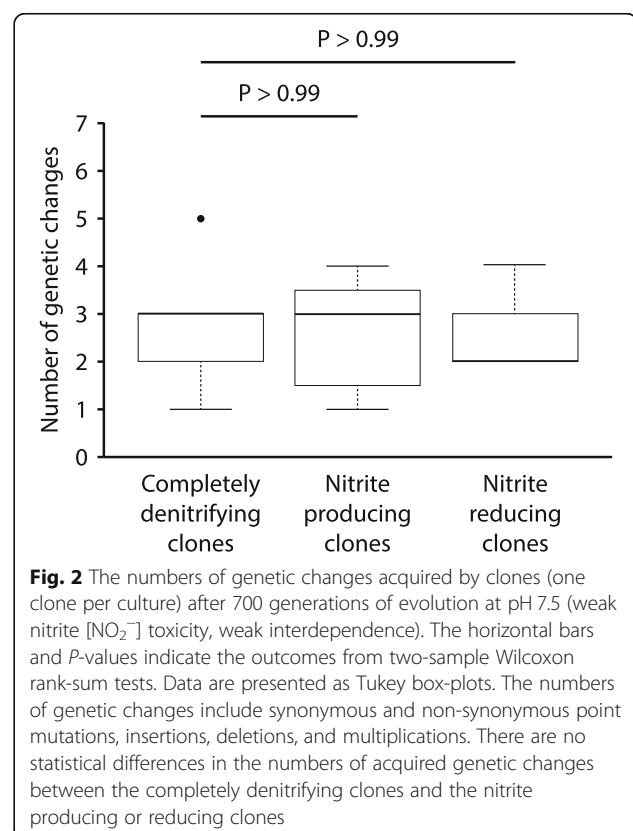 P > 0.99
P > 0.99
Number of genetic changes
7
6
5
4
3
2
1
0
Completely
denitrifying
clones
Nitrite
producing
clones
Nitrite
reducing
clones
Fig. 2 The numbers of genetic changes acquired by clones (one
clone per culture) after 700 generations of evolution at pH 7.5 (weak
nitrite [NO₂⁻] toxicity, weak interdependence). The horizontal bars
and P-values indicate the outcomes from two-sample Wilcoxon
rank-sum tests. Data are presented as Tukey box-plots. The numbers
of genetic changes include synonymous and non-synonymous point
mutations, insertions, deletions, and multiplications. There are no
statistical differences in the numbers of acquired genetic changes
between the completely denitrifying clones and the nitrite
producing or reducing clones